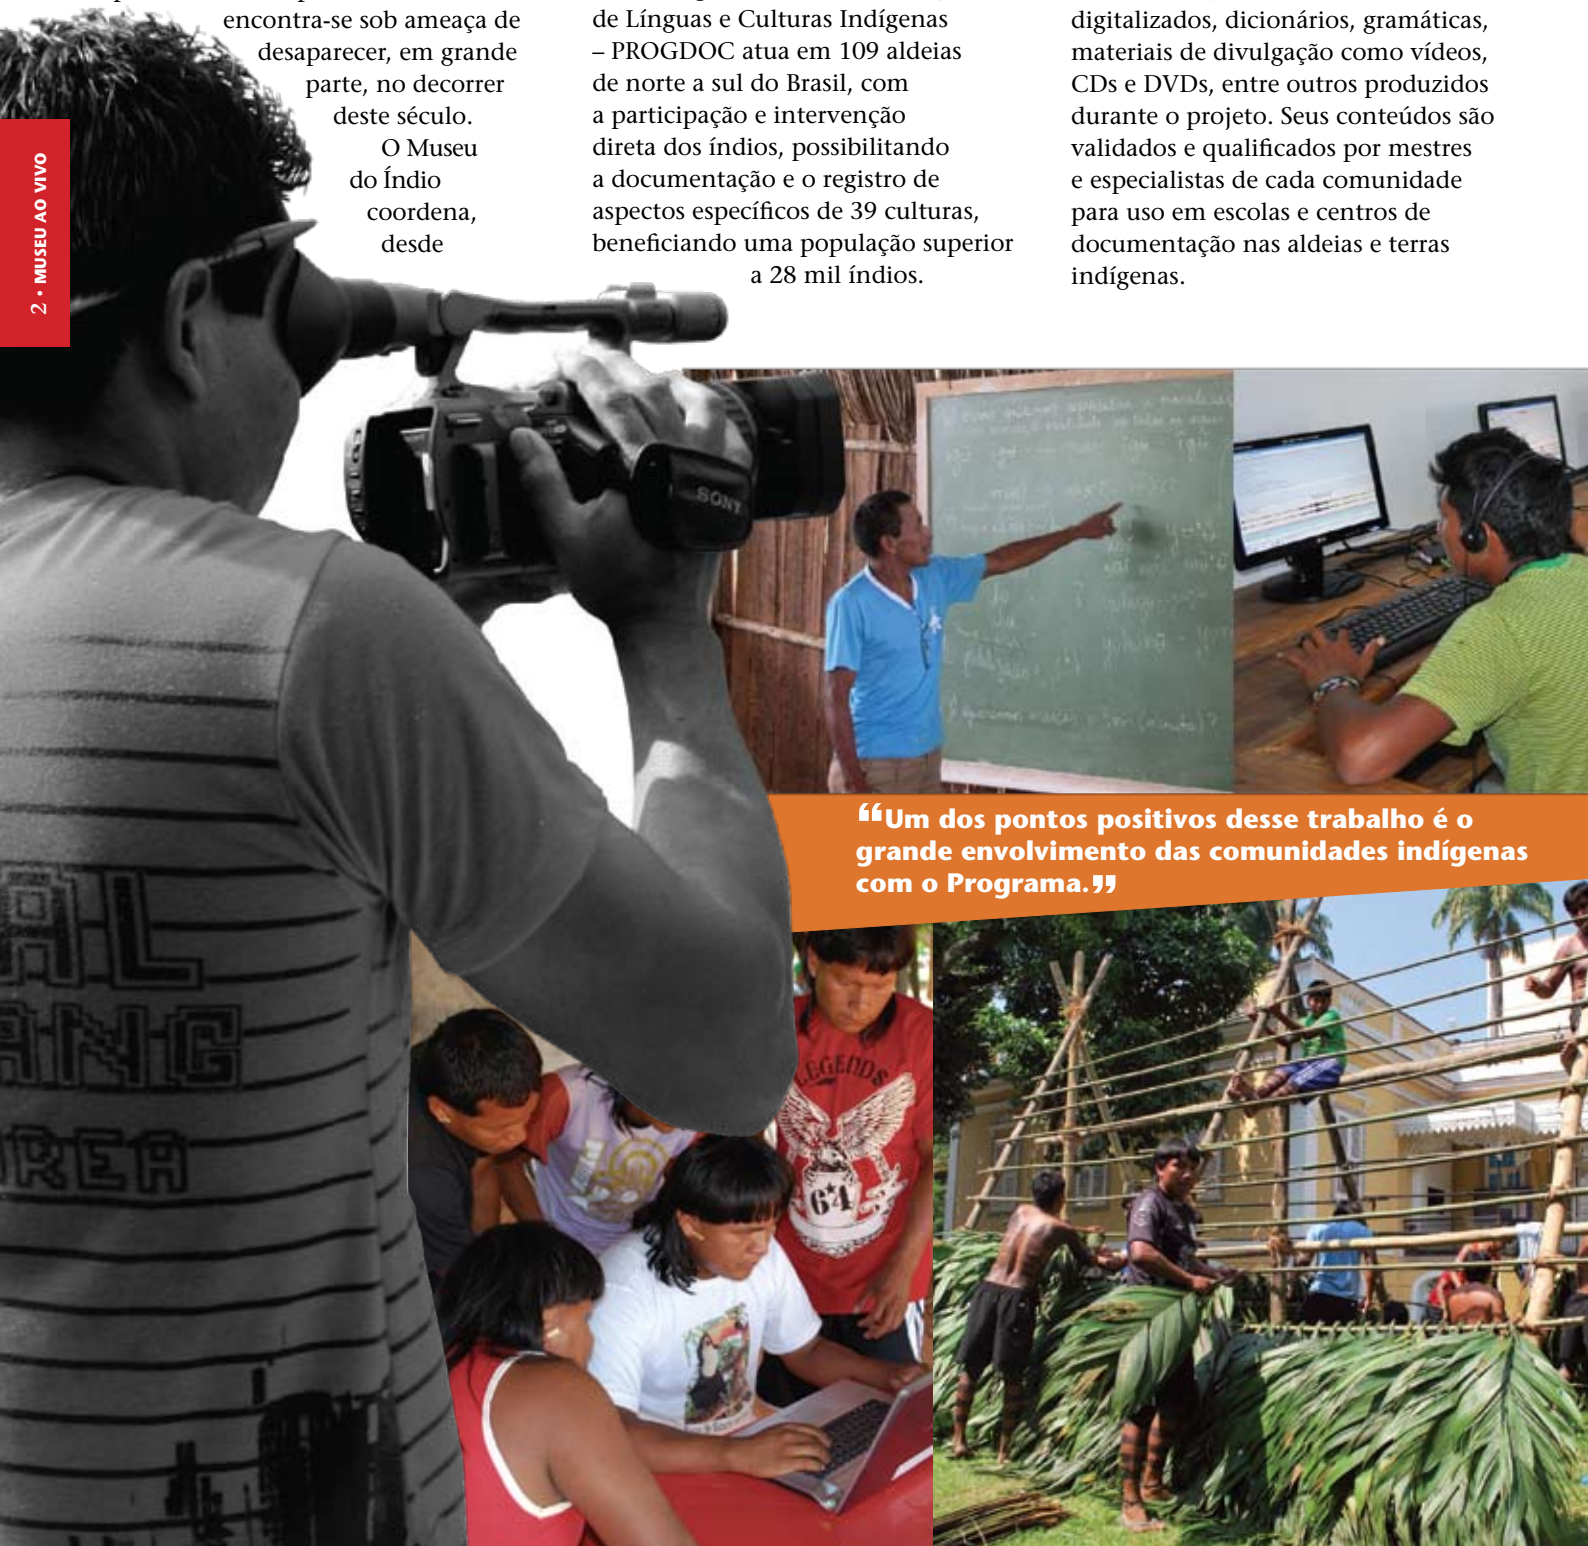 encontra-se sob ameaça de
desaparecer, em grande
parte, no decorrer
deste século.
O Museu
do Índio
coordena,
desde
de Línguas e Culturas Indígenas
– PROGDOC atua em 109 aldeias
de norte a sul do Brasil, com
a participação e intervenção
direta dos índios, possibilitando
a documentação e o registro de
aspectos específicos de 39 culturas,
beneficiando uma população superior
a 28 mil índios.
digitalizados, dicionários, gramáticas,
materiais de divulgação como vídeos,
CDs e DVDs, entre outros produzidos
durante o projeto. Seus conteúdos são
validados e qualificados por mestres
e especialistas de cada comunidade
para uso em escolas e centros de
documentação nas aldeias e terras
indígenas.
2 • MUSEU AO VIVO
SONY
“Um dos pontos positivos desse trabalho é o
grande envolvimento das comunidades indígenas
com o Programa.”
AL
ANG
OREA
LEGENDS
64